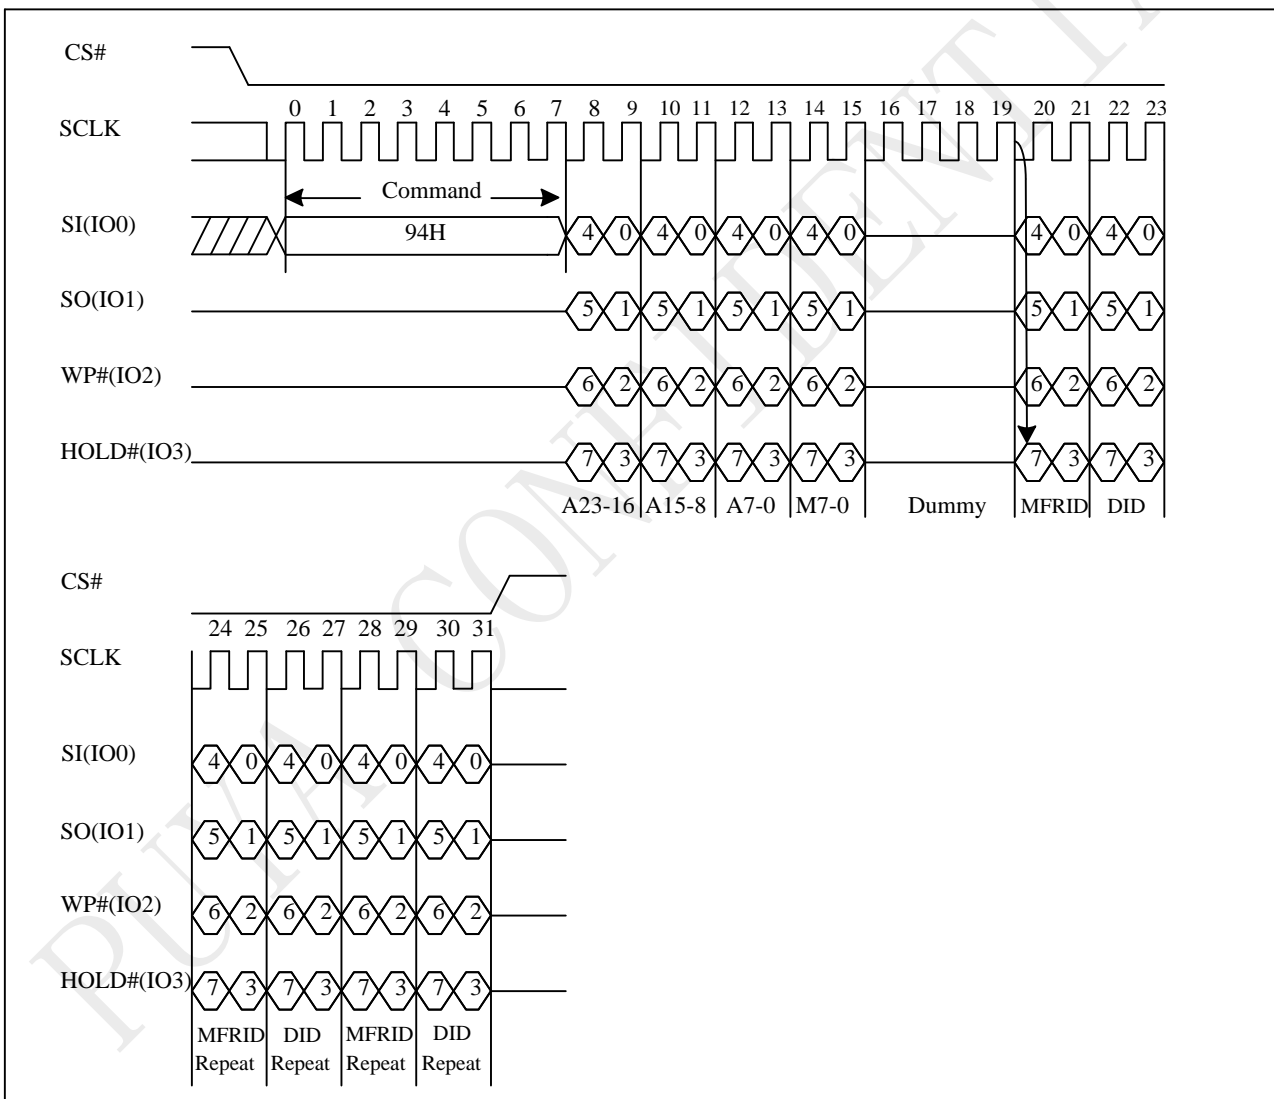 CS#
0 1 2 3 4 5 6 7 8 9 10 11 12 13 14 15 16 17 18 19 20 21 22 23
SCLK
Command
SI(IO0) 94H 4 0 4 0 4 0 4 0 4 0 4 0
SO(IO1) 5 1 5 1 5 1 5 1 5 1 5 1
WP#(IO2) 6 2 6 2 6 2 6 2 6 2 6 2
HOLD#(IO3) 7 3 7 3 7 3 7 3 7 3 7 3
A23-16 A15-8 A7-0 M7-0 Dummy MFRID DID
CS#
24 25 26 27 28 29 30 31
SCLK
SI(IO0) 4 0 4 0 4 0 4 0
SO(IO1) 5 1 5 1 5 1 5 1
WP#(IO2) 6 2 6 2 6 2 6 2
HOLD#(IO3) 7 3 7 3 7 3 7 3
MFRID DID MFRID DID
Repeat Repeat Repeat Repeat
PUYA CONFIDENTIA